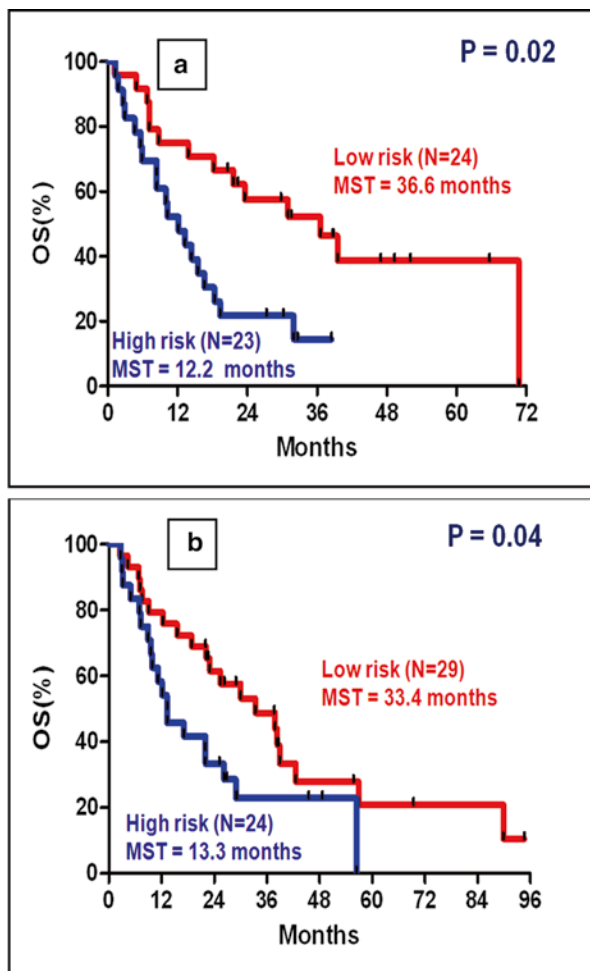 a
P = 0.02
100
80
60
40
20
0
OS(%)
Low risk (N=24)
MST = 36.6 months
High risk (N=23)
MST = 12.2 months
0 12 24 36 48 60 72
Months
b
P = 0.04
100
80
60
40
20
0
OS(%)
Low risk (N=29)
MST = 33.4 months
High risk (N=24)
MST = 13.3 months
0 12 24 36 48 60 72 84 96
Months